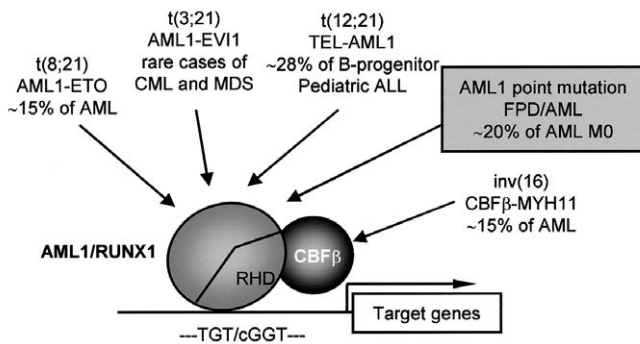 t(8;21)
AML1-ETO
~15% of AML
t(3;21)
AML1-EVI1
rare cases of
CML and MDS
t(12;21)
TEL-AML1
~28% of B-progenitor
Pediatric ALL
AML1 point mutation
FPD/AML
~20% of AML M0
inv(16)
CBFβ-MYH11
~15% of AML
AML1/RUNX1
RHD
CBFβ
Target genes
---TGT/cGGT---